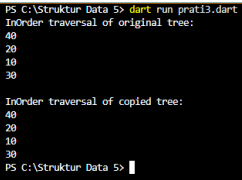 PS C:\Struktur Data 5> dart run prati3.dart
InOrder traversal of original tree:
40
20
10
30
InOrder traversal of copied tree:
40
20
10
30
PS C:\Struktur Data 5>